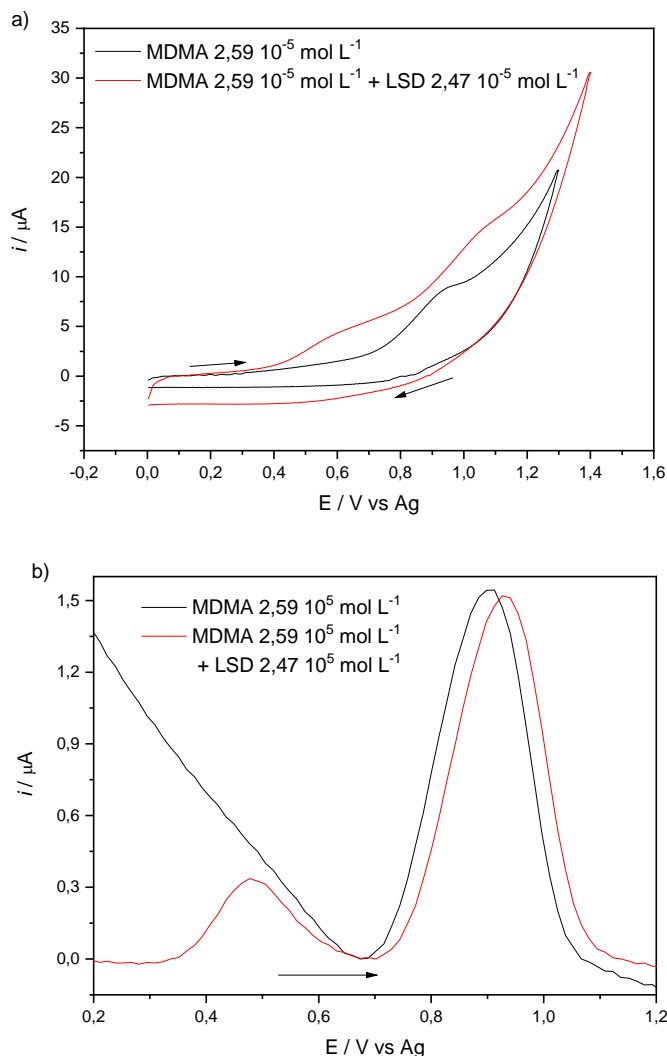 a)
MDMA 2,59 10⁻⁵ mol L⁻¹
MDMA 2,59 10⁻⁵ mol L⁻¹ + LSD 2,47 10⁻⁵ mol L⁻¹
35
30
25
20
15
10
5
0
-5
i / µA
-0,2 0,0 0,2 0,4 0,6 0,8 1,0 1,2 1,4 1,6
E / V vs Ag
b)
MDMA 2,59 10⁵ mol L⁻¹
MDMA 2,59 10⁵ mol L⁻¹
+ LSD 2,47 10⁵ mol L⁻¹
1,5
1,2
0,9
0,6
0,3
0,0
i / µA
0,2 0,4 0,6 0,8 1,0 1,2
E / V vs Ag